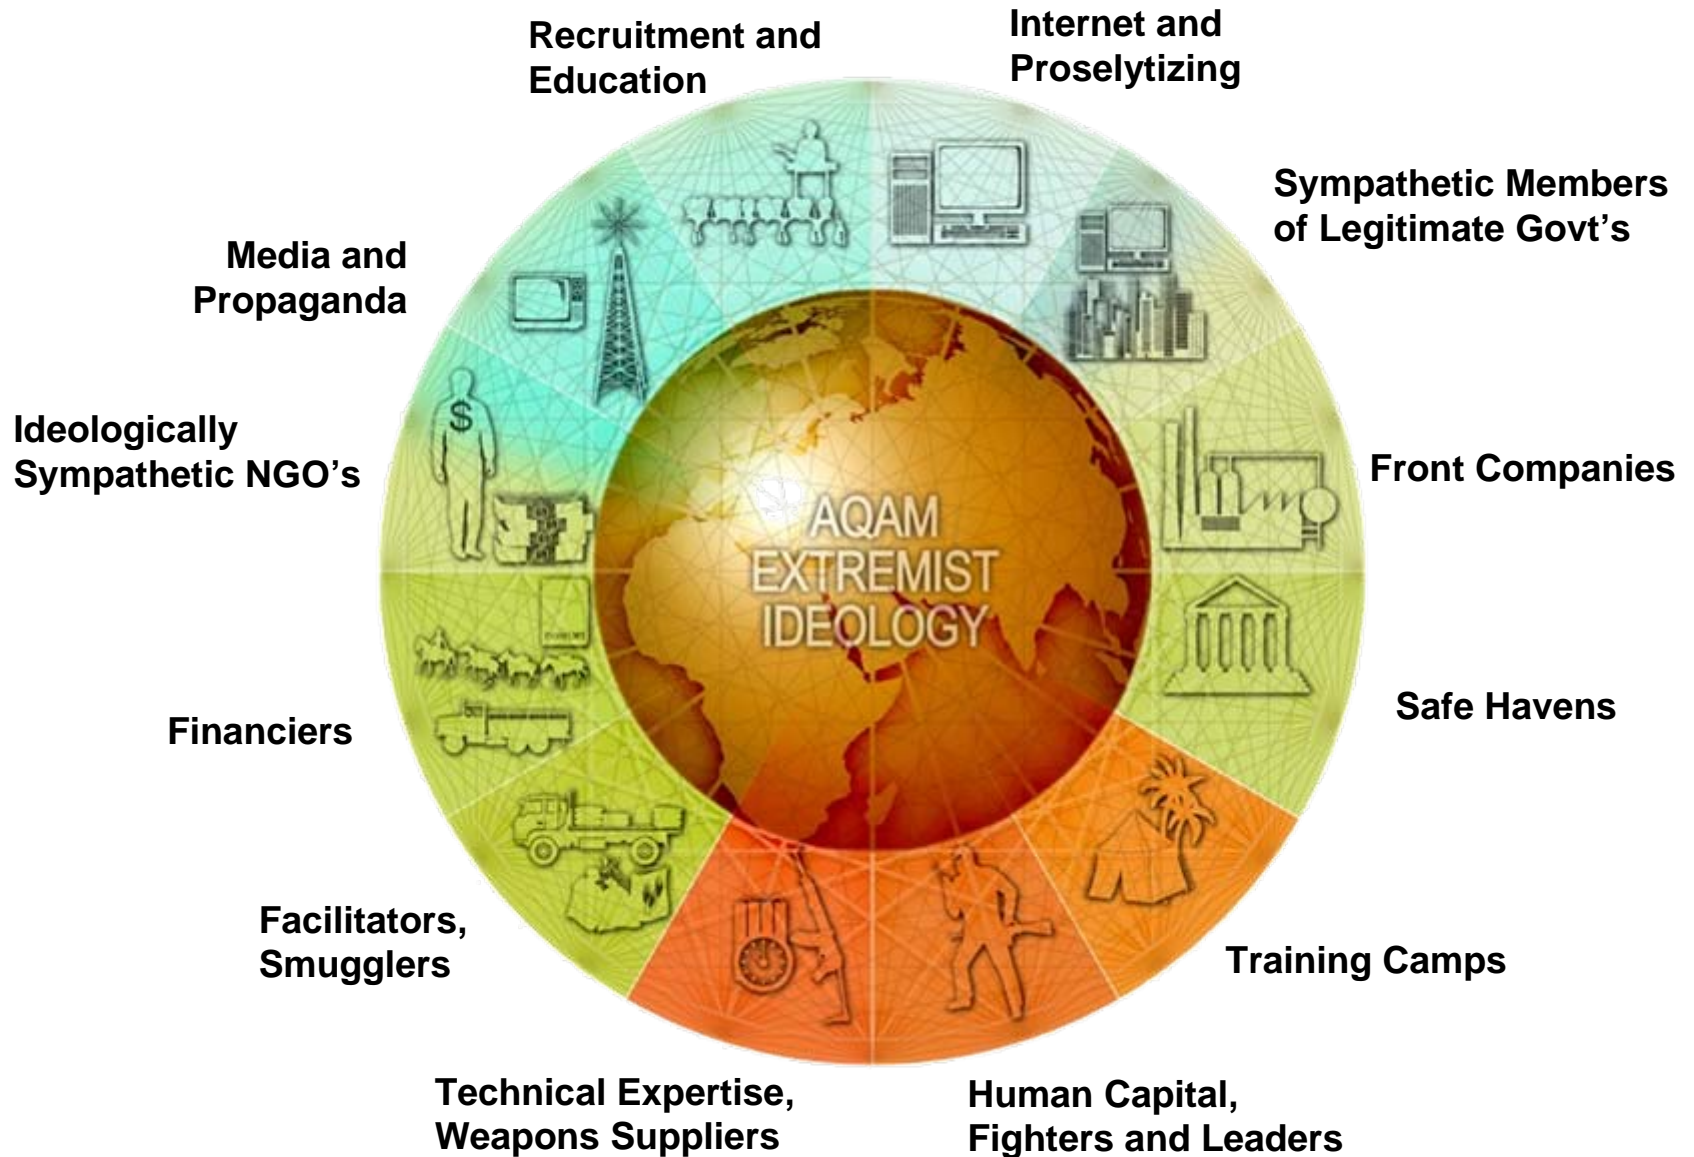 Recruitment and
Education
Internet and
Proselytizing
Sympathetic Members
of Legitimate Govt’s
Media and
Propaganda
Ideologically
Sympathetic NGO’s
$
Front Companies
AQAM
EXTREMIST
IDEOLOGY
Safe Havens
Financiers
Facilitators,
Smugglers
Training Camps
Technical Expertise,
Weapons Suppliers
Human Capital,
Fighters and Leaders